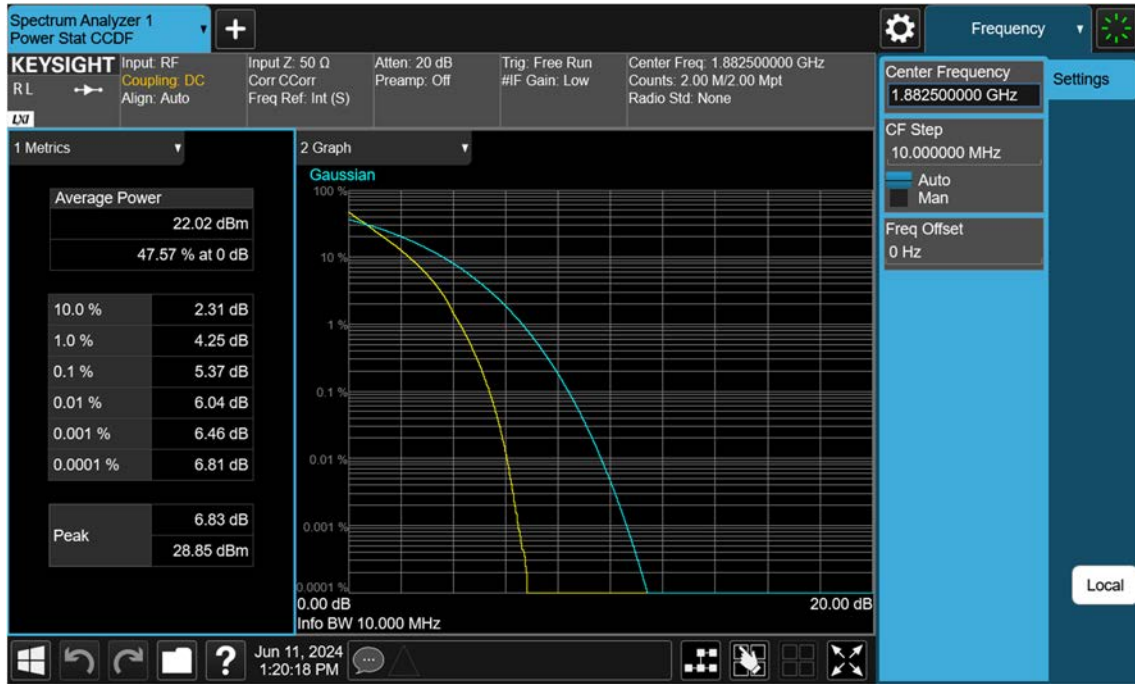 Spectrum Analyzer 1
Power Stat CCDF
Frequency
KEYSIGHT
RL
LXI
Input: RF
Coupling: DC
Align: Auto
Input Z: 50 Ω
Corr CCorr
Freq Ref: Int (S)
Atten: 20 dB
Preamp: Off
Trig: Free Run
#IF Gain: Low
Center Freq: 1.882500000 GHz
Counts: 2.00 M/2.00 Mpt
Radio Std: None
Center Frequency
1.882500000 GHz
Settings
CF Step
10.000000 MHz
Auto
Man
Freq Offset
0 Hz
Local
1 Metrics
Average Power
22.02 dBm
47.57 % at 0 dB
10.0 % 2.31 dB
1.0 % 4.25 dB
0.1 % 5.37 dB
0.01 % 6.04 dB
0.001 % 6.46 dB
0.0001 % 6.81 dB
Peak
6.83 dB
28.85 dBm
2 Graph
Gaussian
100 %
10 %
1 %
0.1 %
0.01 %
0.001 %
0.0001 %
0.00 dB 20.00 dB
Info BW 10.000 MHz
?
Jun 11, 2024
1:20:18 PM